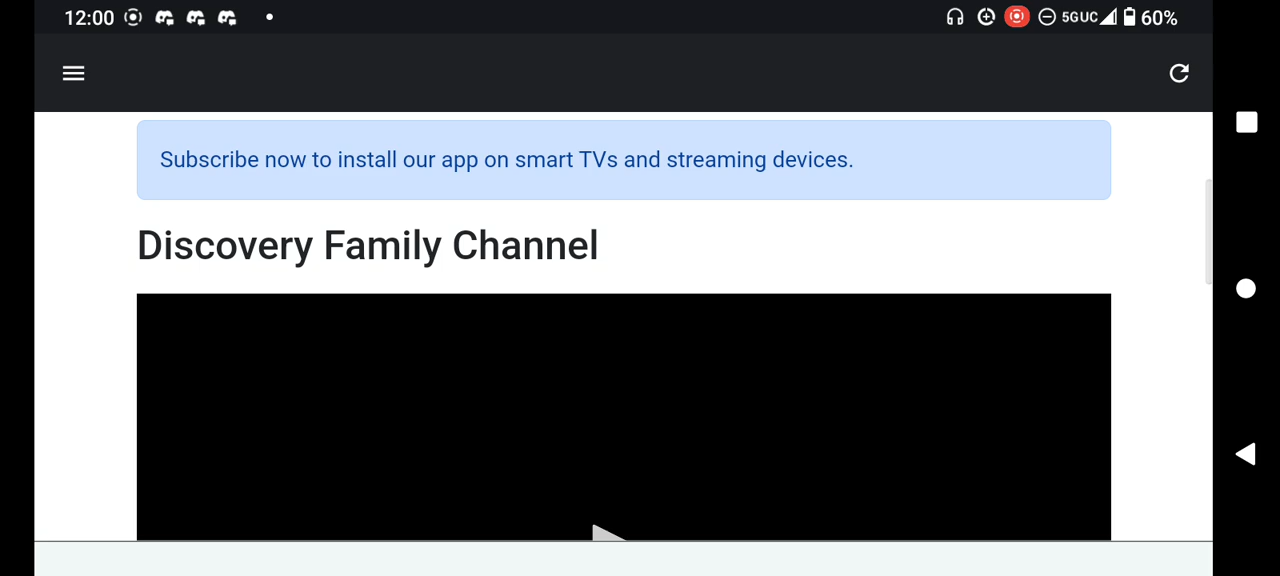 12:00 5GUC 60%
Subscribe now to install our app on smart TVs and streaming devices.
Discovery Family Channel